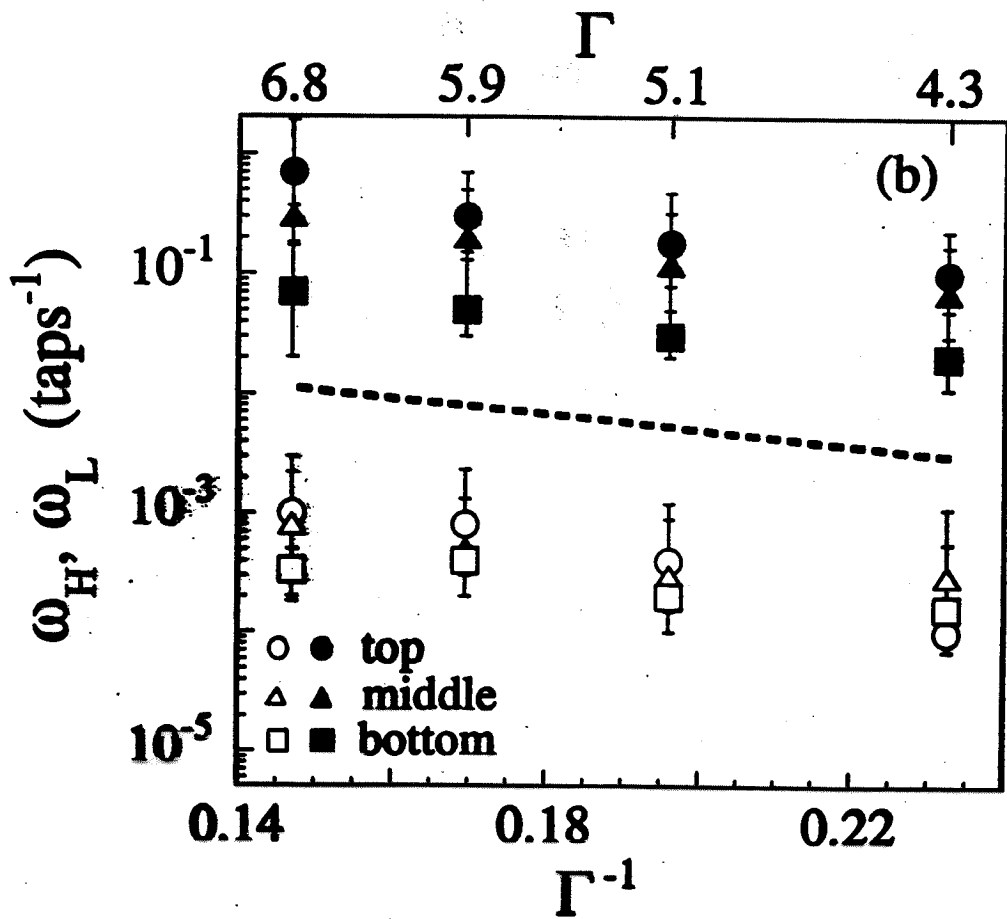 Γ
6.8 5.9 5.1 4.3
(b)
10⁻¹
10⁻³
10⁻⁵
ω_H, ω_L (taps⁻¹)
top
middle
bottom
0.14 0.18 0.22
Γ⁻¹